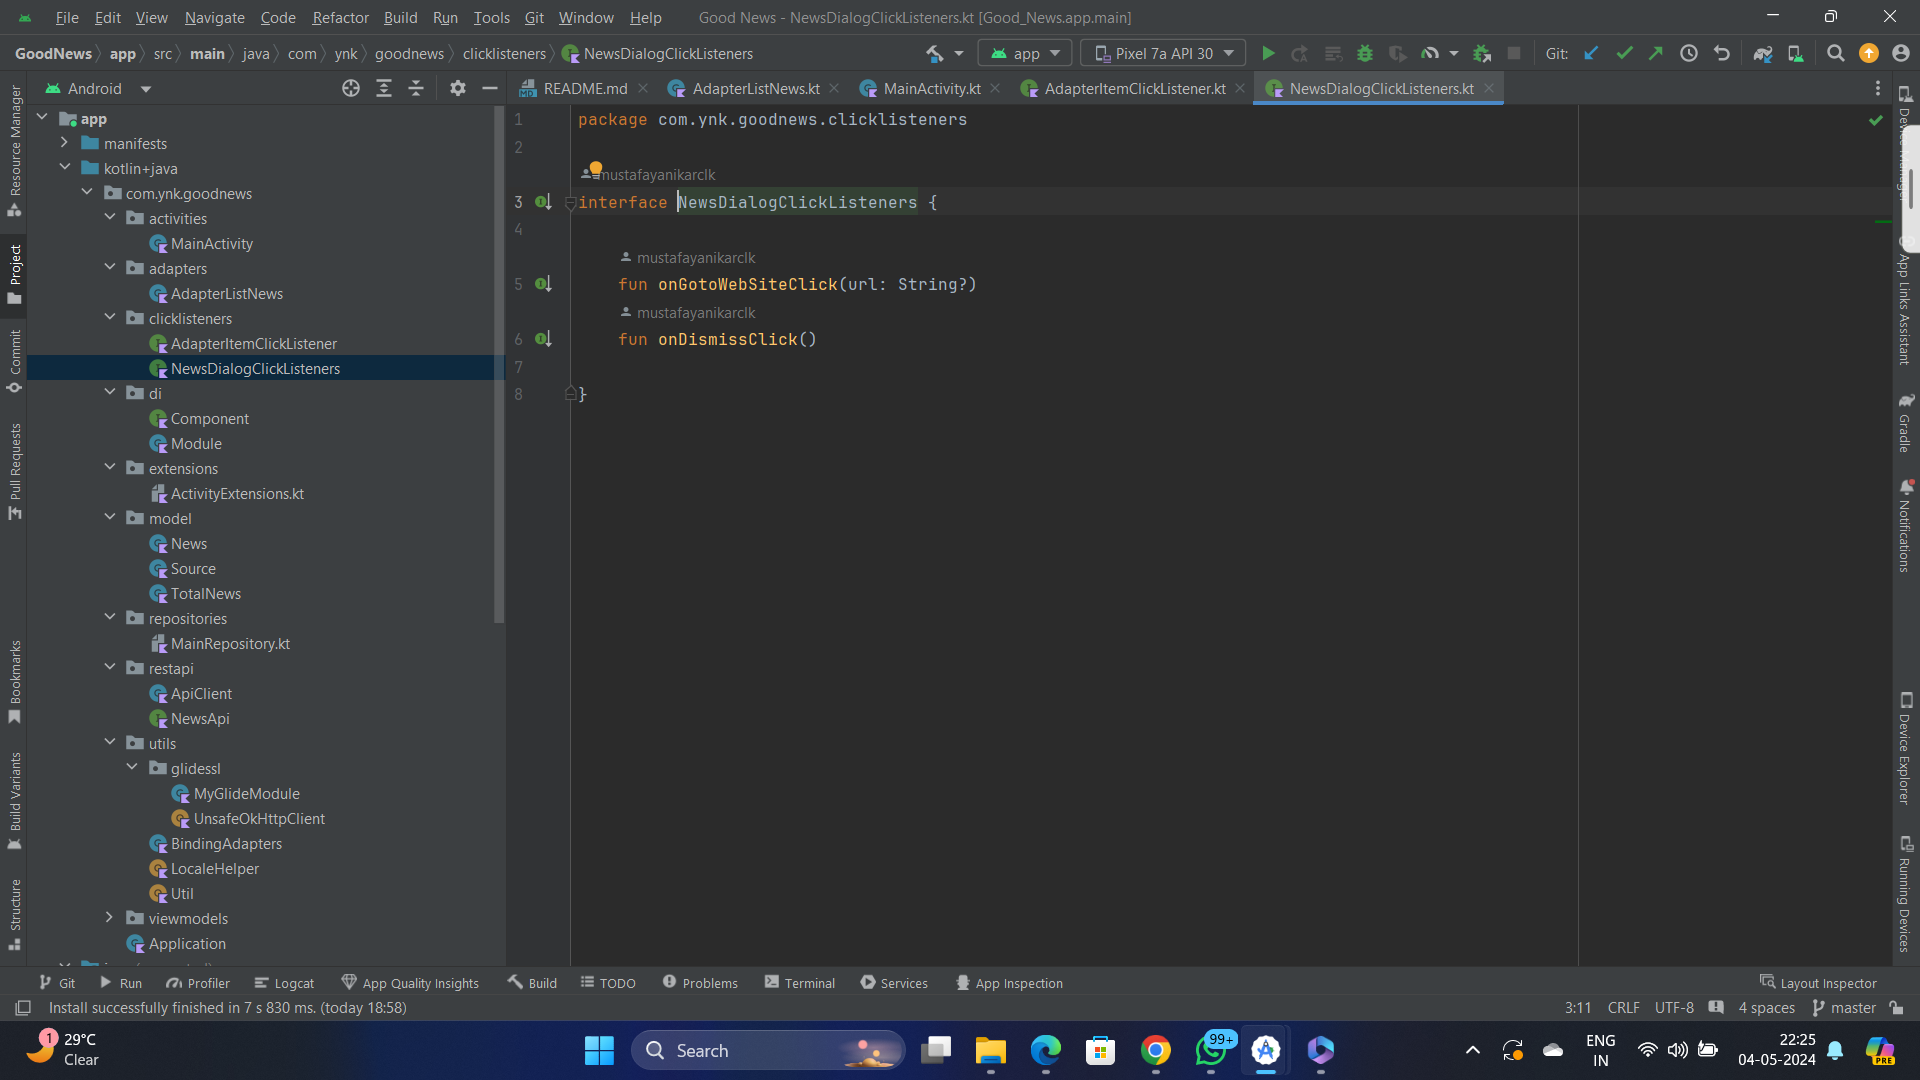 File Edit View Navigate Code Refactor Build Run Tools Git Window Help Good News - NewsDialogClickListeners.kt [Good_News.app.main]
GoodNews app src main java com ynk goodnews clicklisteners NewsDialogClickListeners app Pixel 7a API 30 Git:
Android README.md AdapterListNews.kt MainActivity.kt AdapterItemClickListener.kt NewsDialogClickListeners.kt
Resource Manager
Project
Commit
Pull Requests
Bookmarks
Build Variants
Structure
app
manifests
kotlin+java
com.ynk.goodnews
activities
MainActivity
adapters
AdapterListNews
clicklisteners
AdapterItemClickListener
NewsDialogClickListeners
di
Component
Module
extensions
ActivityExtensions.kt
model
News
Source
TotalNews
repositories
MainRepository.kt
restapi
ApiClient
NewsApi
utils
glidessl
MyGlideModule
UnsafeOkHttpClient
BindingAdapters
LocaleHelper
Util
viewmodels
Application
1 package com.ynk.goodnews.clicklisteners
2
mustafayanikarclk
3 interface NewsDialogClickListeners {
4
mustafayanikarclk
5 fun onGotoWebSiteClick(url: String?)
mustafayanikarclk
6 fun onDismissClick()
7
8 }
Device Manager
App Links Assistant
Gradle
Notifications
Device Explorer
Running Devices
Git Run Profiler Logcat App Quality Insights Build TODO Problems Terminal Services App Inspection Layout Inspector
Install successfully finished in 7 s 830 ms. (today 18:58) 3:11 CRLF UTF-8 4 spaces master
1 29°C
Clear
Search
99+
ENG
IN
22:25
04-05-2024
PRE